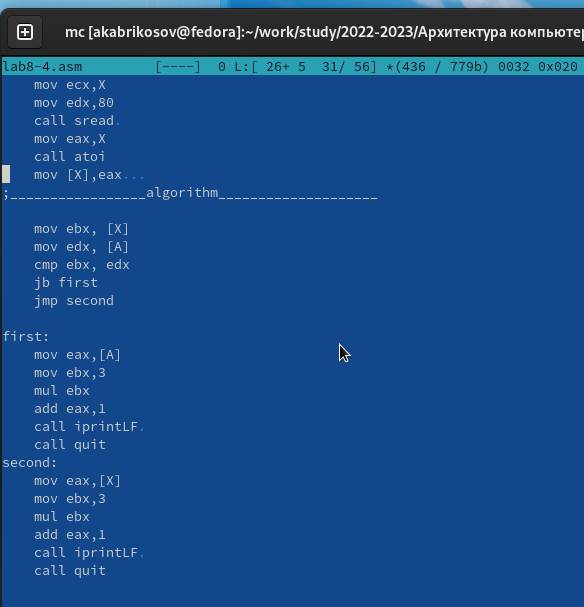 mc [akabrikosov@fedora]:~/work/study/2022-2023/Архитектура компьютер
lab8-4.asm [----] 0 L:[ 26+ 5 31/ 56] *(436 / 779b) 0032 0x020
mov ecx,X
mov edx,80
call sread.
mov eax,X
call atoi
mov [X],eax...
;_________________algorithm____________________
mov ebx, [X]
mov edx, [A]
cmp ebx, edx
jb first
jmp second
first:
mov eax,[A]
mov ebx,3
mul ebx
add eax,1
call iprintLF.
call quit
second:
mov eax,[X]
mov ebx,3
mul ebx
add eax,1
call iprintLF.
call quit